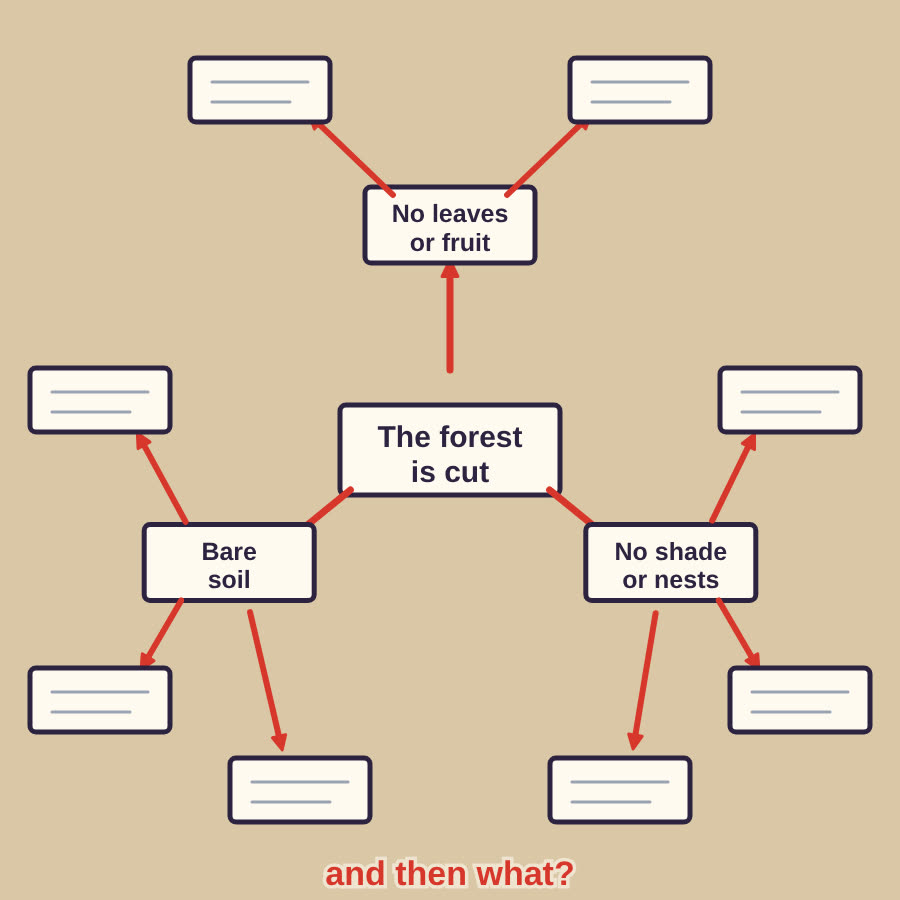 No leaves
or fruit
The forest
is cut
Bare
soil
No shade
or nests
and then what?